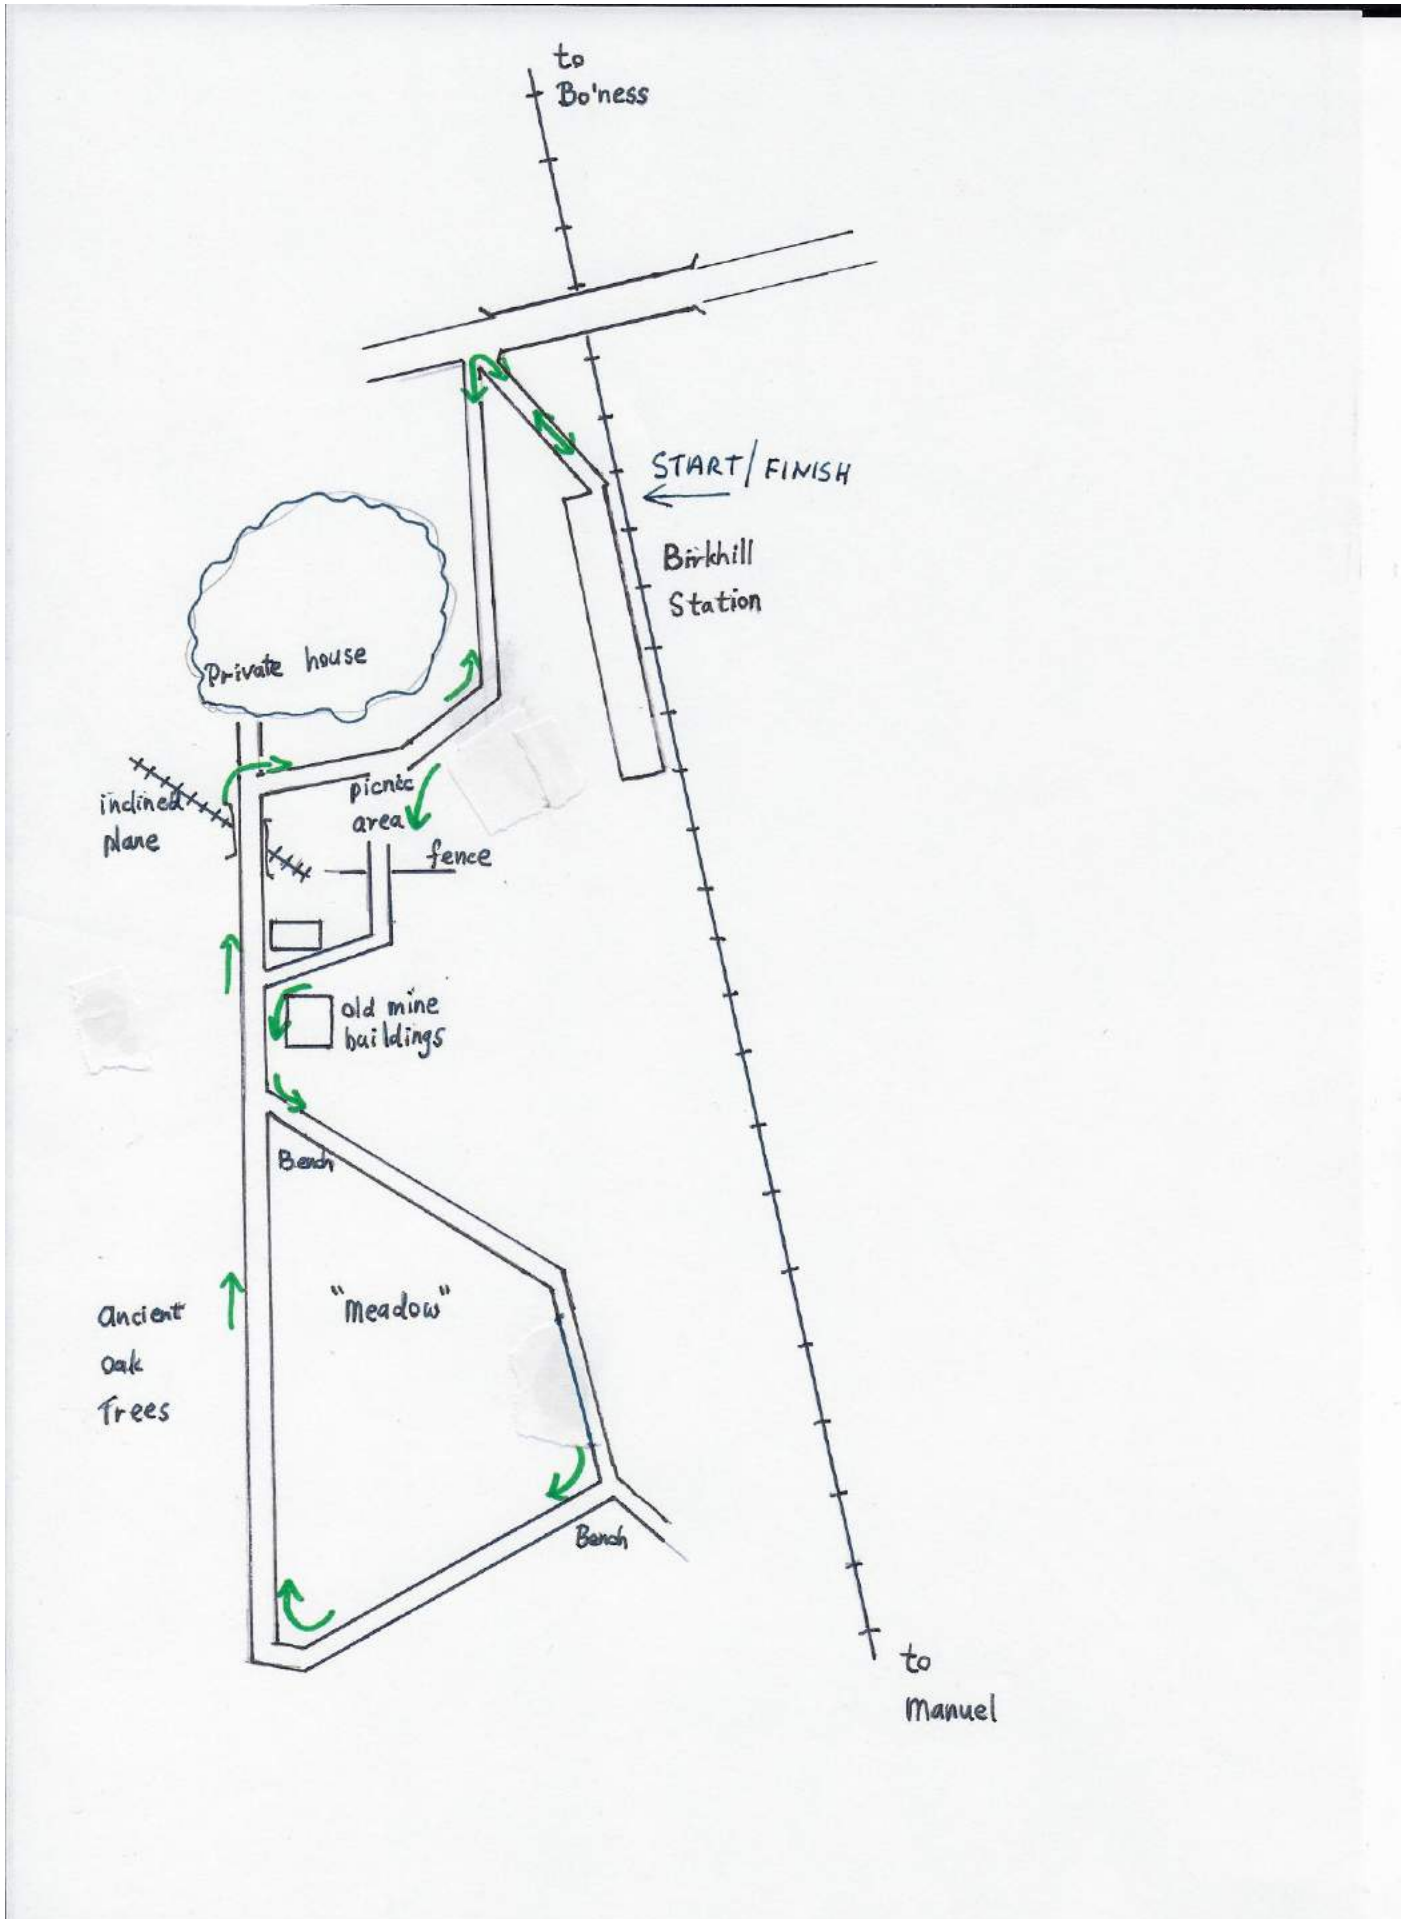 to
Bo'ness
START/FINISH
Birkhill
Station
Private house
inclined
plane
picnic
area
fence
old mine
buildings
Bench
"Meadow"
Ancient
Oak
Trees
Bench
to
Manuel